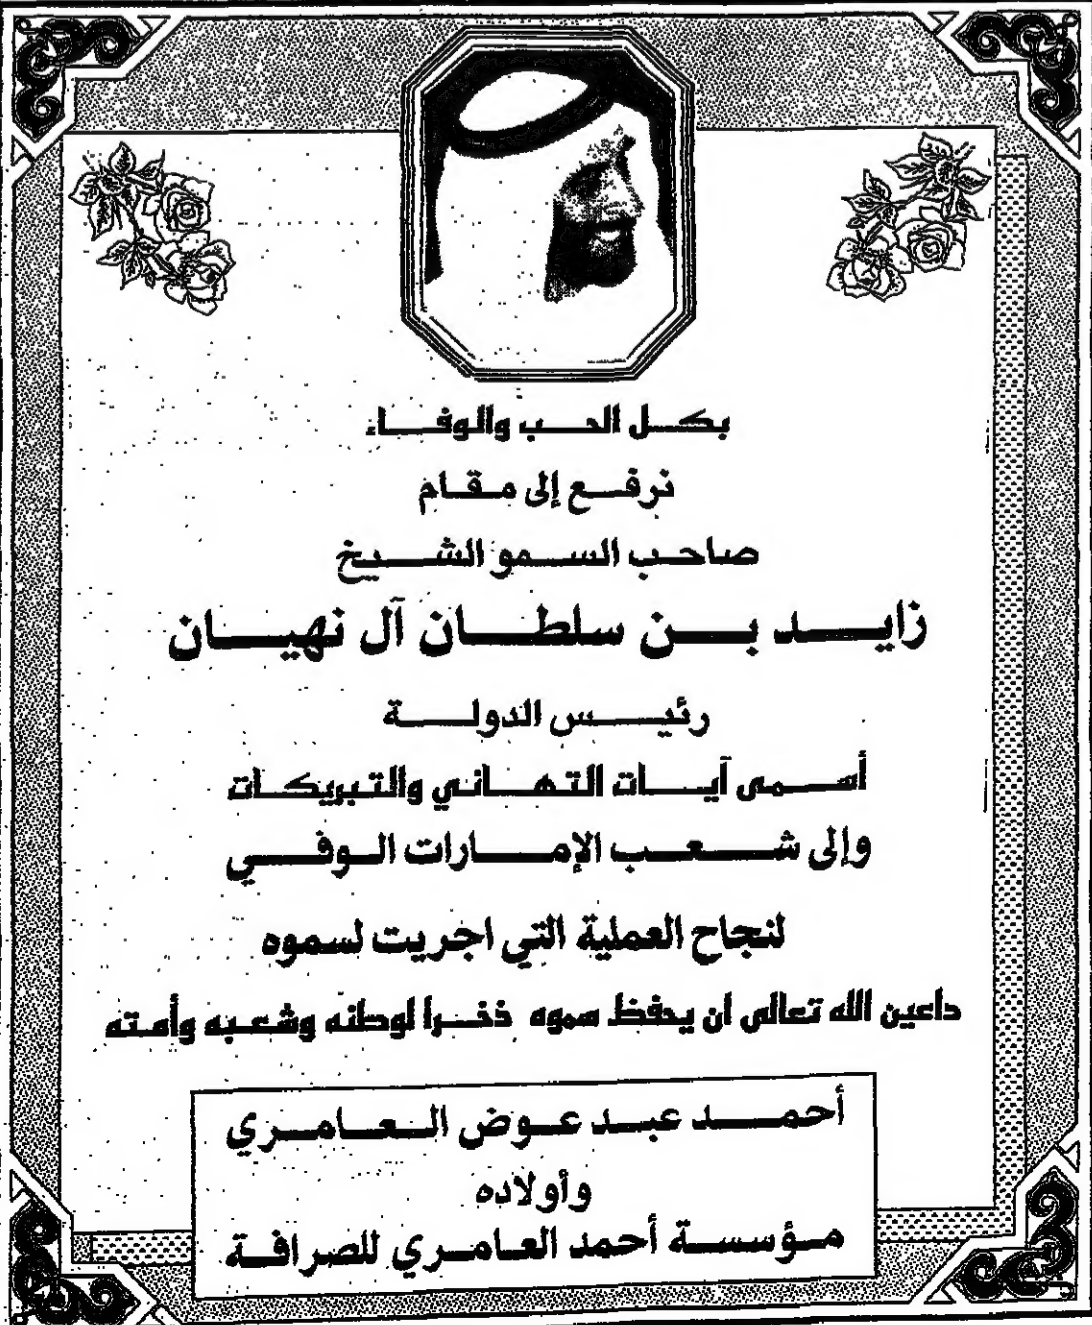 بكل الحب والوفاء
نرفع إلى مقام
صاحب السمو الشيخ
زايد بن سلطان آل نهيان
رئيس الدولة
أسمى آيات التهاني والتبريكات
وإلى شعب الإمارات الوفي
لنجاح العملية التي اجريت لسموه
داعين الله تعالى ان يحفظ سموه ذخرا لوطنه وشعبه وأمته
أحمد عبد عوض العامري
وأولاده
مؤسسة أحمد العامري للصرافة